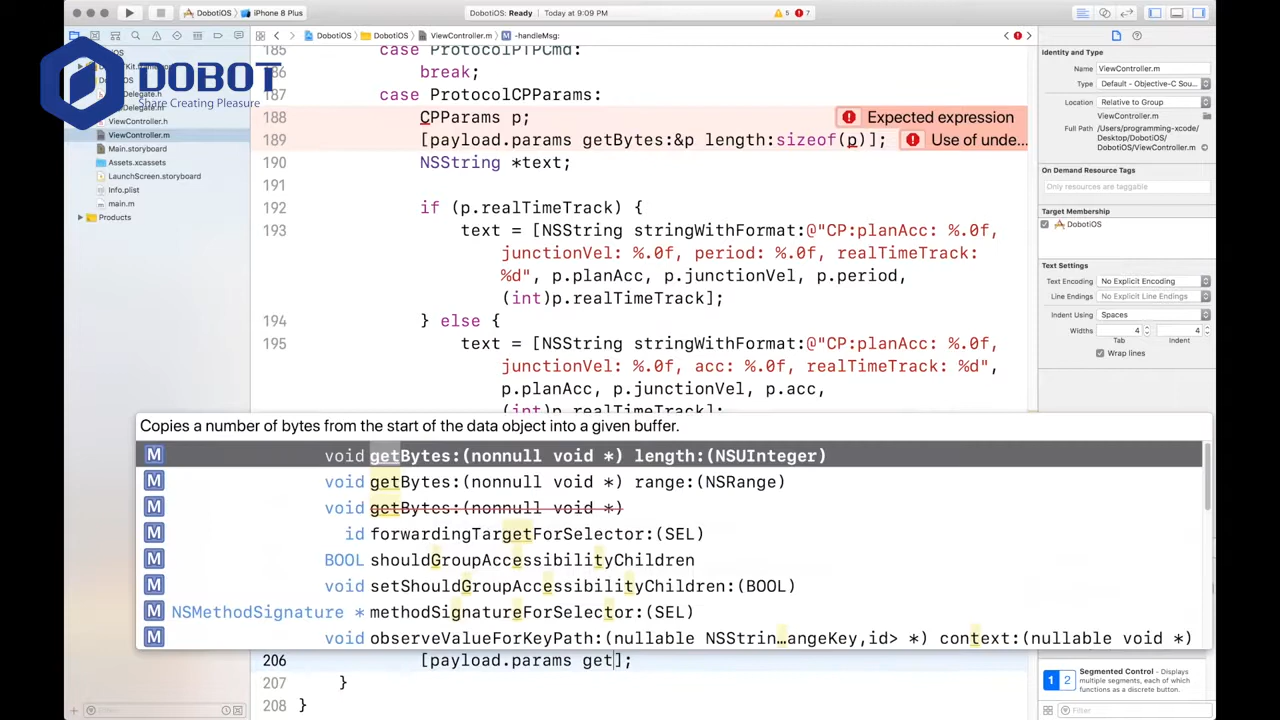 DobotiOS
iPhone 8 Plus
DobotiOS: Ready
Today at 9:09 PM
5
7
DobotiOS
DobotiOS
ViewController.m
-handleMsg:
DOBOT
Share Creating Pleasure
ViewController.h
ViewController.m
Main.storyboard
Assets.xcassets
LaunchScreen.storyboard
Info.plist
main.m
Products
185 case ProtocolPTPCmd:
186 break;
187 case ProtocolCPParams:
188 CPParams p;
Expected expression
189 [payload.params getBytes:&p length:sizeof(p)];
Use of unde...
190 NSString *text;
191
192 if (p.realTimeTrack) {
193 text = [NSString stringWithFormat:@"CP:planAcc: %.0f,
junctionVel: %.0f, period: %.0f, realTimeTrack:
%d", p.planAcc, p.junctionVel, p.period,
(int)p.realTimeTrack];
194 } else {
195 text = [NSString stringWithFormat:@"CP:planAcc: %.0f,
junctionVel: %.0f, acc: %.0f, realTimeTrack: %d",
p.planAcc, p.junctionVel, p.acc,
(int)p.realTimeTrack];
Copies a number of bytes from the start of the data object into a given buffer.
M void getBytes:(nonnull void *) length:(NSUInteger)
M void getBytes:(nonnull void *) range:(NSRange)
M void getBytes:(nonnull void *)
M id forwardingTargetForSelector:(SEL)
M BOOL shouldGroupAccessibilityChildren
M void setShouldGroupAccessibilityChildren:(BOOL)
M NSMethodSignature * methodSignatureForSelector:(SEL)
M void observeValueForKeyPath:(nullable NSStrin…angeKey,id> *) context:(nullable void *)
206 [payload.params get];
207 }
208 }
Filter
Identity and Type
Name ViewController.m
Type Default - Objective-C Sou...
Location Relative to Group
ViewController.m
Full Path /Users/programming-xcode/
Desktop/DobotiOS/
DobotiOS/ViewController.m
On Demand Resource Tags
Only resources are taggable
Target Membership
DobotiOS
Text Settings
Text Encoding No Explicit Encoding
Line Endings No Explicit Line Endings
Indent Using Spaces
Widths 4 4
Tab Indent
Wrap lines
1 2
Segmented Control - Displays
multiple segments, each of which
functions as a discrete button.
Filter